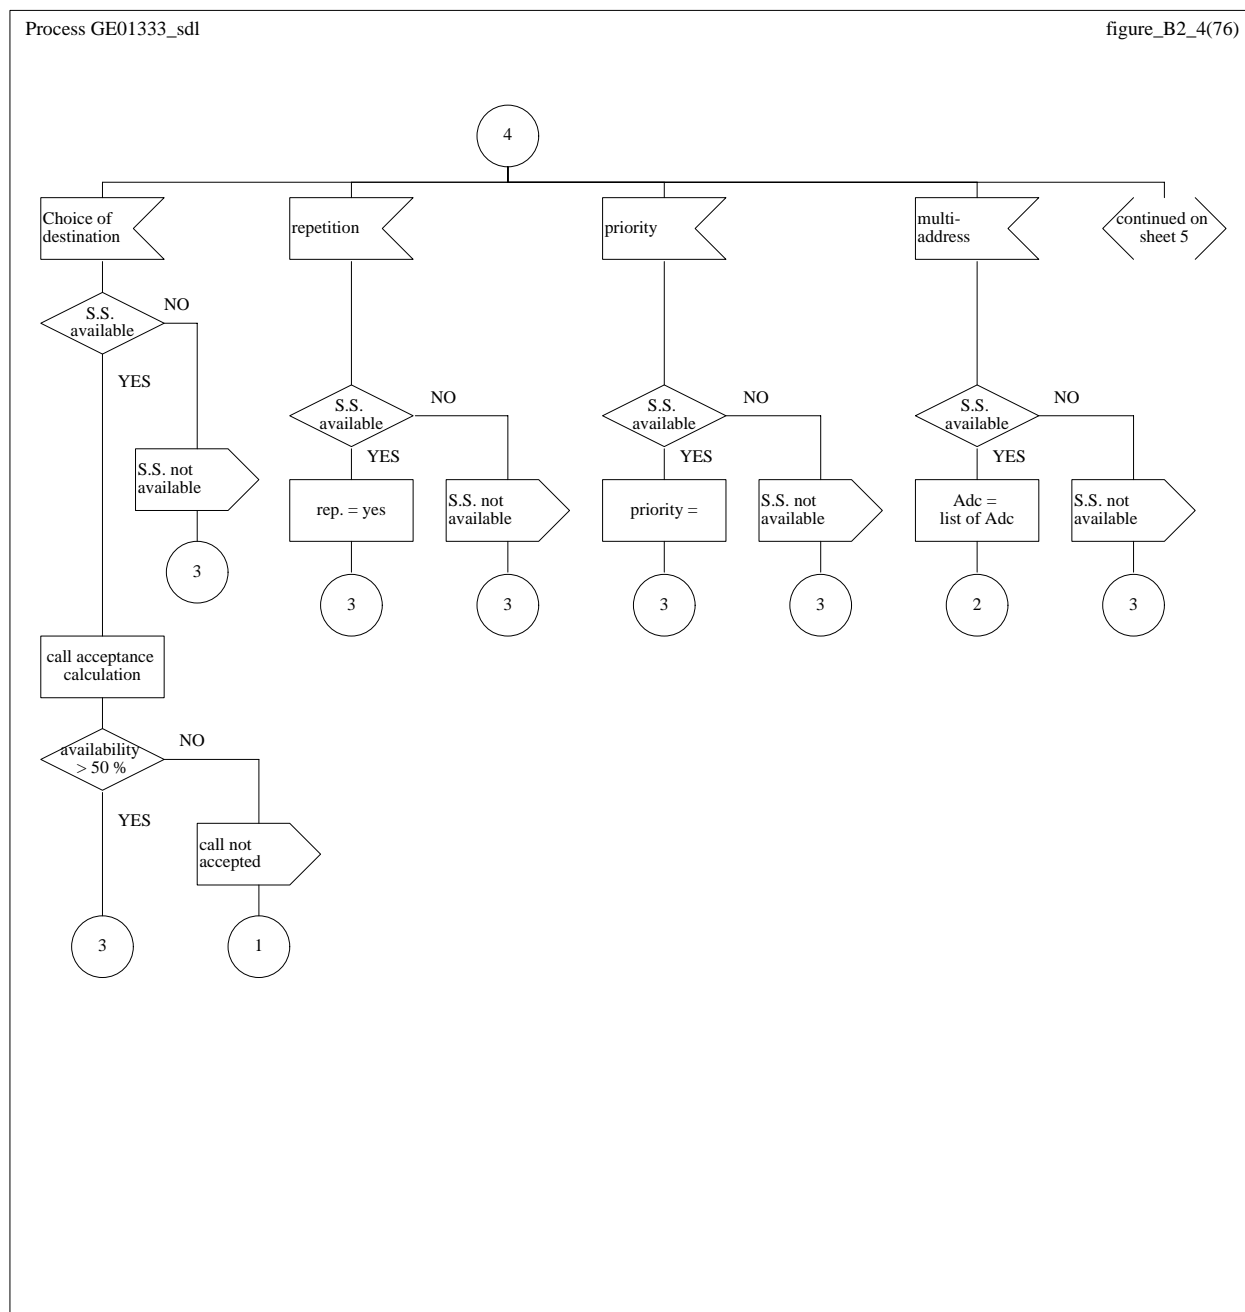 Process GE01333_sdl
figure_B2_4(76)
4
Choice of
destination
repetition
priority
multi-
address
continued on
sheet 5
S.S.
available
NO
YES
S.S.
available
NO
YES
S.S.
available
NO
YES
S.S.
available
NO
YES
S.S. not
available
rep. = yes
S.S. not
available
priority =
S.S. not
available
Adc =
list of Adc
S.S. not
available
3
3
3
3
3
2
3
call acceptance
calculation
availability
> 50 %
NO
YES
call not
accepted
3
1